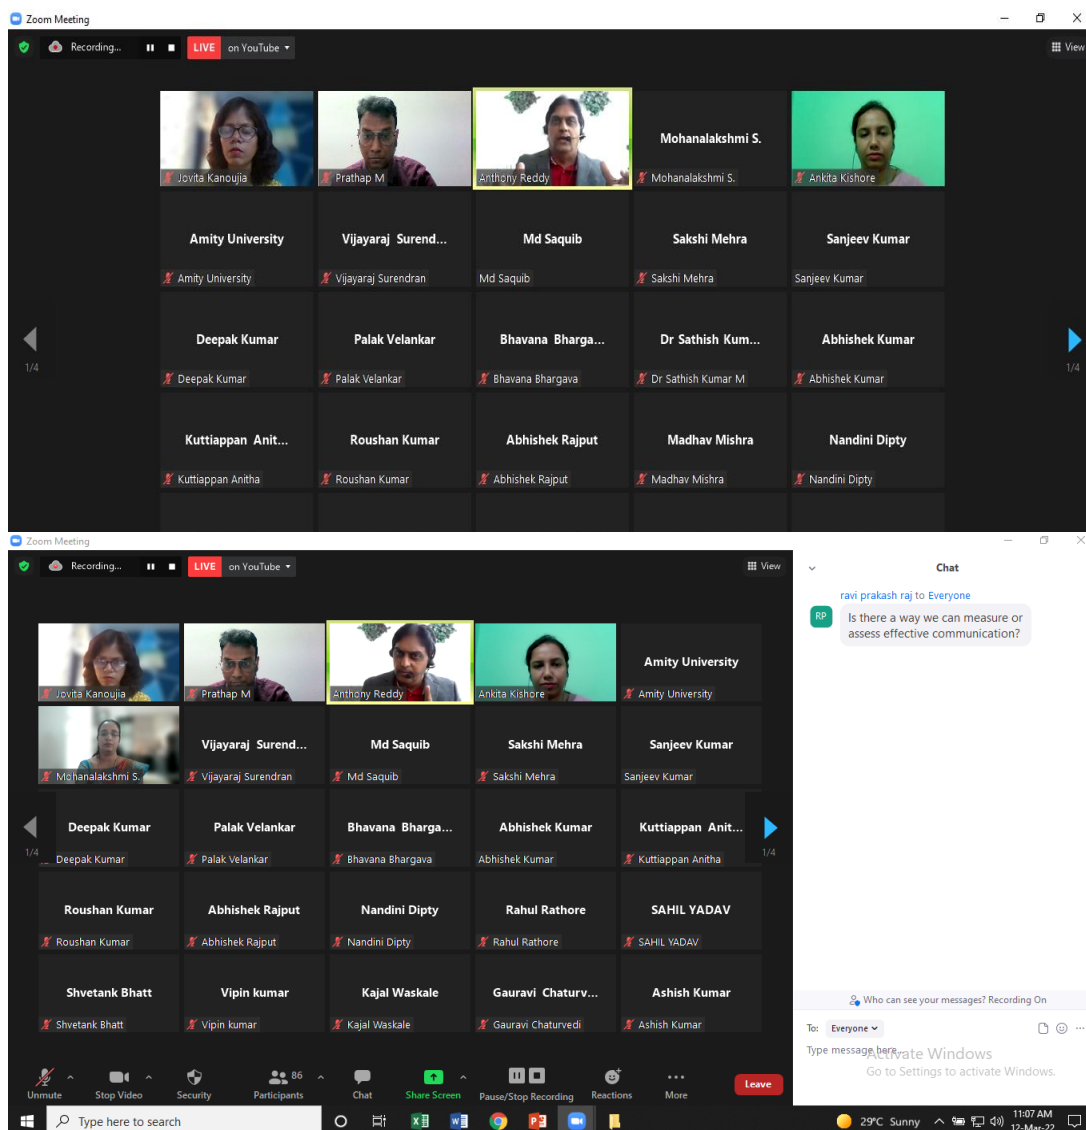 Zoom Meeting
Recording...
LIVE on YouTube
View
Jovita Kanoujia
Prathap M
Anthony Reddy
Mohanalakshmi S.
Mohanalakshmi S.
Ankita Kishore
Amity University
Vijayaraj Surend...
Md Saquib
Sakshi Mehra
Sanjeev Kumar
Amity University
Vijayaraj Surendran
Md Saquib
Sakshi Mehra
Sanjeev Kumar
Deepak Kumar
Palak Velankar
Bhavana Bharga...
Dr Sathish Kum...
Abhishek Kumar
1/4
1/4
Deepak Kumar
Palak Velankar
Bhavana Bhargava
Dr Sathish Kumar M
Abhishek Kumar
Kuttiappan Anit...
Roushan Kumar
Abhishek Rajput
Madhav Mishra
Nandini Dipty
Kuttiappan Anitha
Roushan Kumar
Abhishek Rajput
Madhav Mishra
Nandini Dipty
Zoom Meeting
Recording...
LIVE on YouTube
View
Jovita Kanoujia
Prathap M
Anthony Reddy
Ankita Kishore
Amity University
Amity University
Mohanalakshmi S.
Vijayaraj Surend...
Md Saquib
Sakshi Mehra
Sanjeev Kumar
Vijayaraj Surendran
Md Saquib
Sakshi Mehra
Sanjeev Kumar
Deepak Kumar
Palak Velankar
Bhavana Bharga...
Abhishek Kumar
Kuttiappan Anit...
1/4
1/4
Deepak Kumar
Palak Velankar
Bhavana Bhargava
Abhishek Kumar
Kuttiappan Anitha
Roushan Kumar
Abhishek Rajput
Nandini Dipty
Rahul Rathore
SAHIL YADAV
Roushan Kumar
Abhishek Rajput
Nandini Dipty
Rahul Rathore
SAHIL YADAV
Shvetank Bhatt
Vipin kumar
Kajal Waskale
Gauravi Chaturv...
Ashish Kumar
Shvetank Bhatt
Vipin kumar
Kajal Waskale
Gauravi Chaturvedi
Ashish Kumar
Unmute
Stop Video
Security
86
Participants
Chat
Share Screen
Pause/Stop Recording
Reactions
More
Leave
Chat
ravi prakash raj to Everyone
RP
Is there a way we can measure or
assess effective communication?
Who can see your messages? Recording On
To: Everyone
Type message here...
Activate Windows
Go to Settings to activate Windows.
Type here to search
29°C Sunny
11:07 AM
12-Mar-22